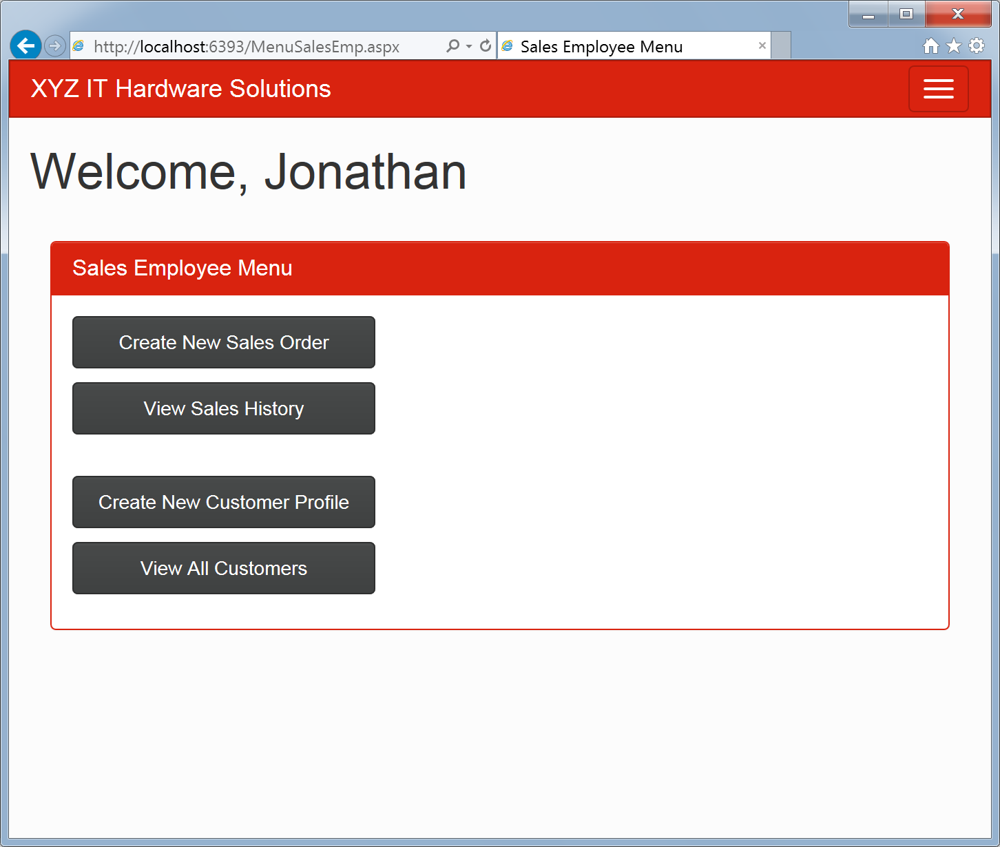 http://localhost:6393/MenuSalesEmp.aspx
Sales Employee Menu
XYZ IT Hardware Solutions
Welcome, Jonathan
Sales Employee Menu
Create New Sales Order
View Sales History
Create New Customer Profile
View All Customers